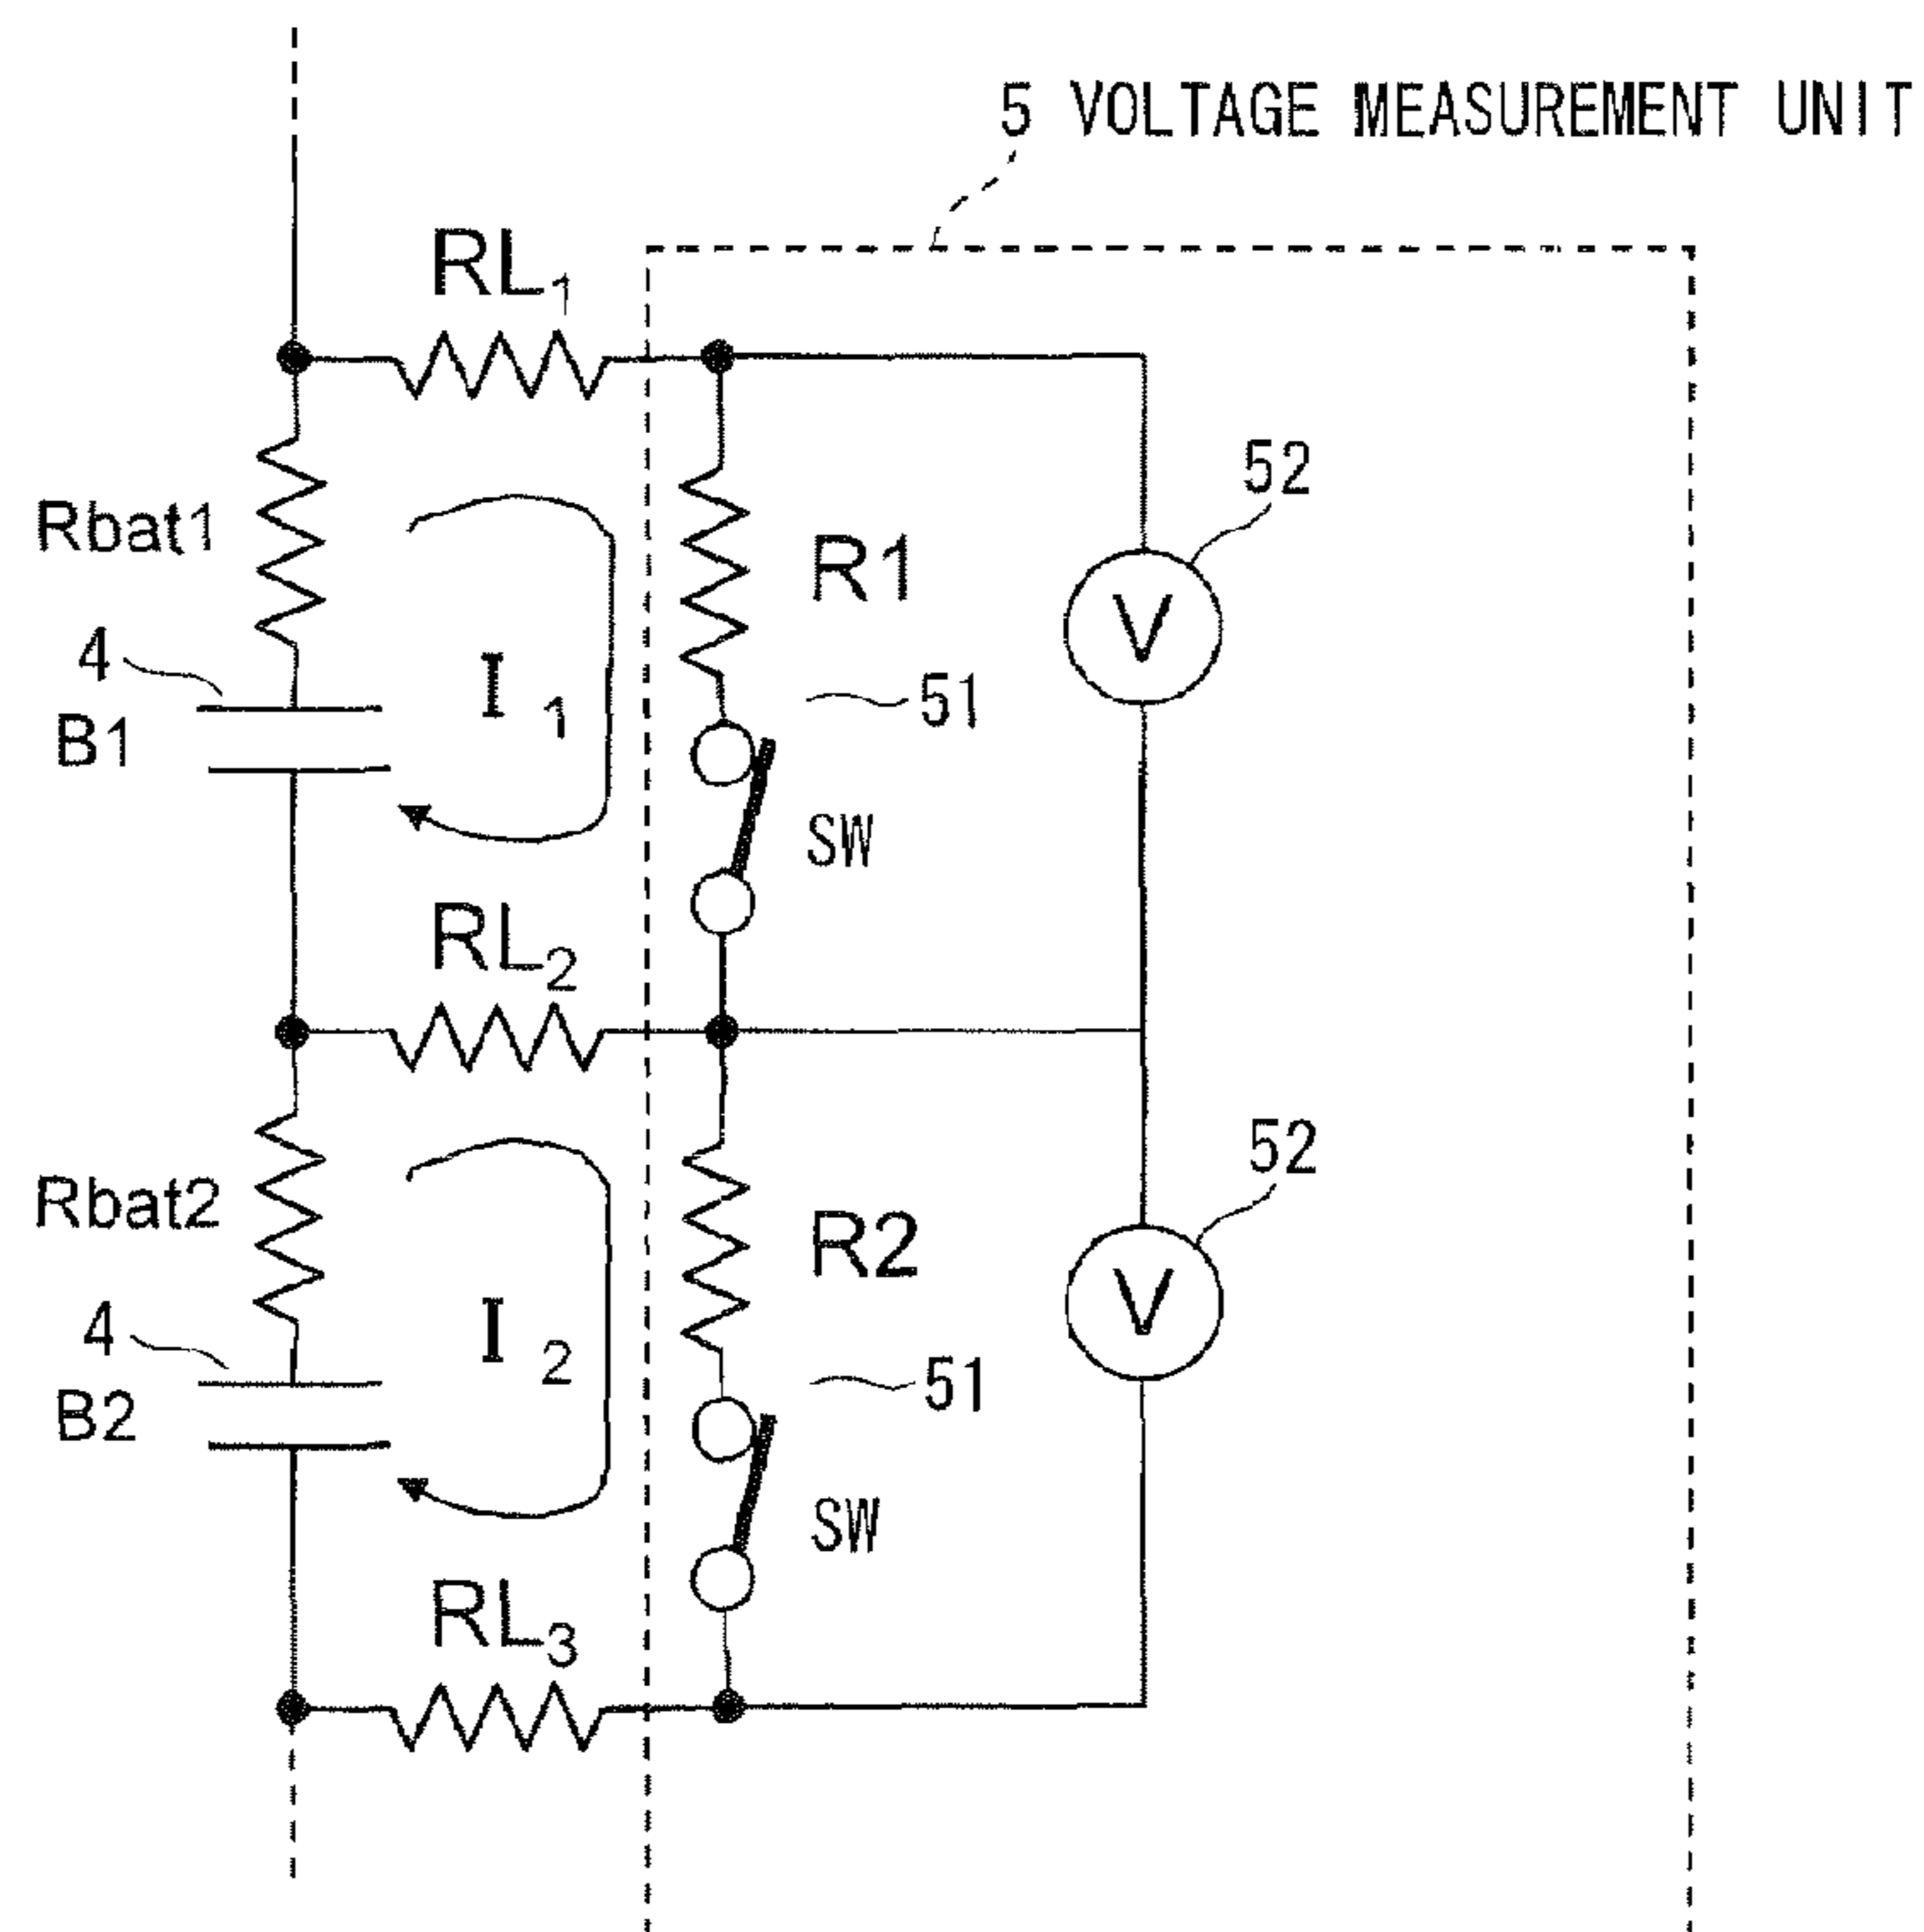 5 VOLTAGE MEASUREMENT UNIT
RL1
52
Rbat1
R1
V
4
I1
51
B1
SW
RL2
52
Rbat2
R2
V
4
I2
51
B2
SW
RL3